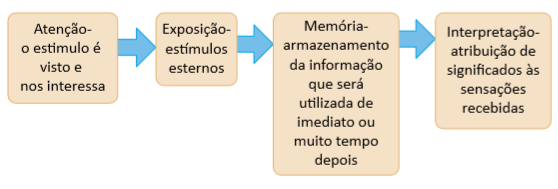 Atenção-
o estimulo é
visto e
nos interessa
Exposição-
estímulos
esternos
Memória-
armazenamento
da informação
que será
utilizada de
imediato ou
muito tempo
depois
Interpretação-
atribuição de
significados às
sensações
recebidas